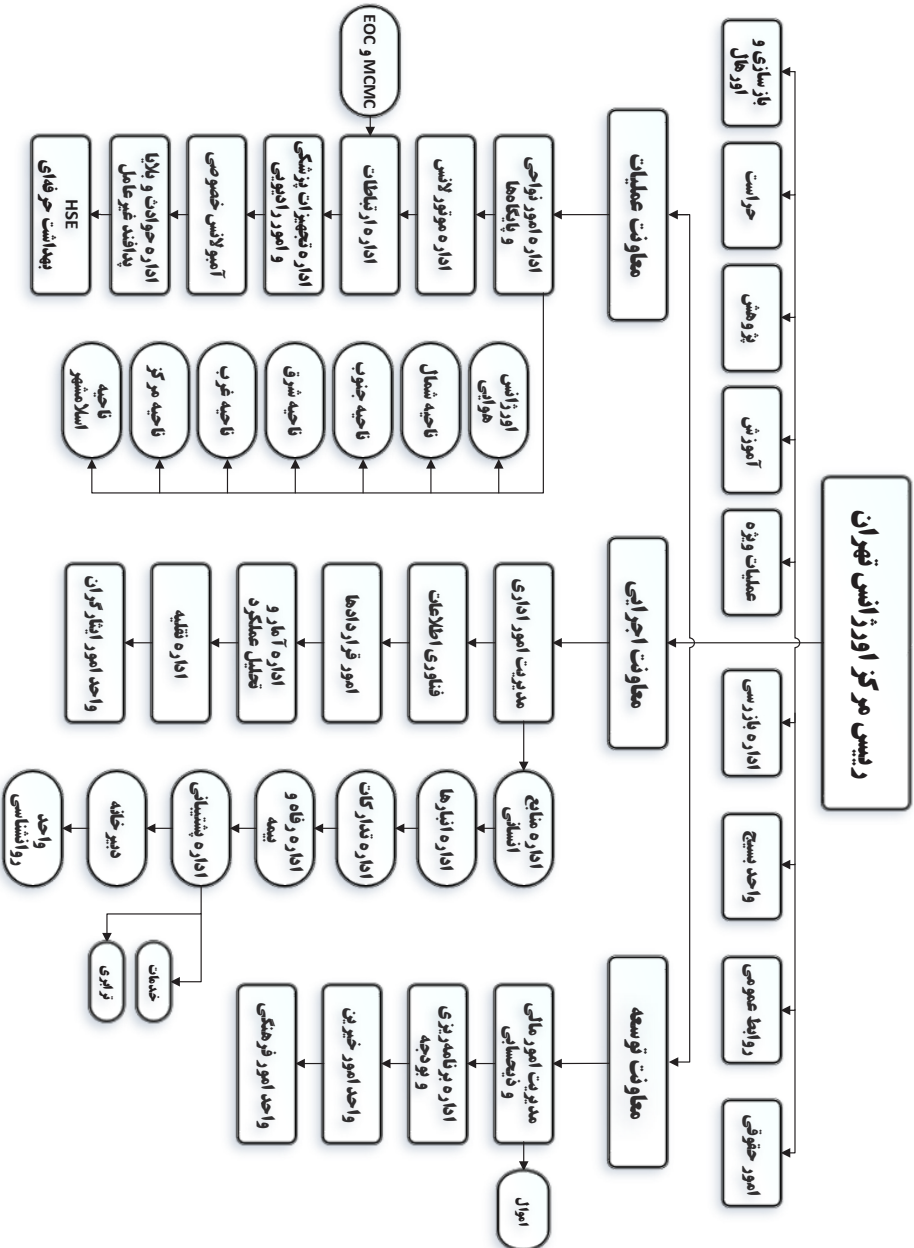 رییس مرکز اورژانس تهران
امور حقوقی
روابط عمومی
واحد بسیج
اداره بازرسی
عملیات ویژه
آموزش
پژوهش
حراست
بازسازی و
اورهال
معاونت توسعه
معاونت اجرایی
معاونت عملیات
مدیریت امور مالی
و ذیحسابی
اموال
اداره برنامه‌ریزی
و بودجه
واحد امور خیرین
واحد امور فرهنگی
مدیریت امور اداری
فناوری اطلاعات
امور قراردادها
اداره آمار و
تحلیل عملکرد
اداره نقلیه
واحد امور ایثارگران
اداره منابع
انسانی
اداره انبارها
اداره تدارکات
اداره رفاه و
بیمه
اداره پشتیبانی
دبیرخانه
واحد
روانشناسی
خدمات
ترابری
اداره امور نواحی
و پایگاه‌ها
اداره موتورلانس
اداره ارتباطات
EOC و MCMC
اداره تجهیزات پزشکی
و امور رادیویی
آمبولانس خصوصی
اداره حوادث و بلایا
پدافند غیرعامل
HSE
بهداشت حرفه‌ای
اورژانس
هوایی
ناحیه شمال
ناحیه جنوب
ناحیه شرق
ناحیه غرب
ناحیه مرکز
ناحیه
اسلامشهر